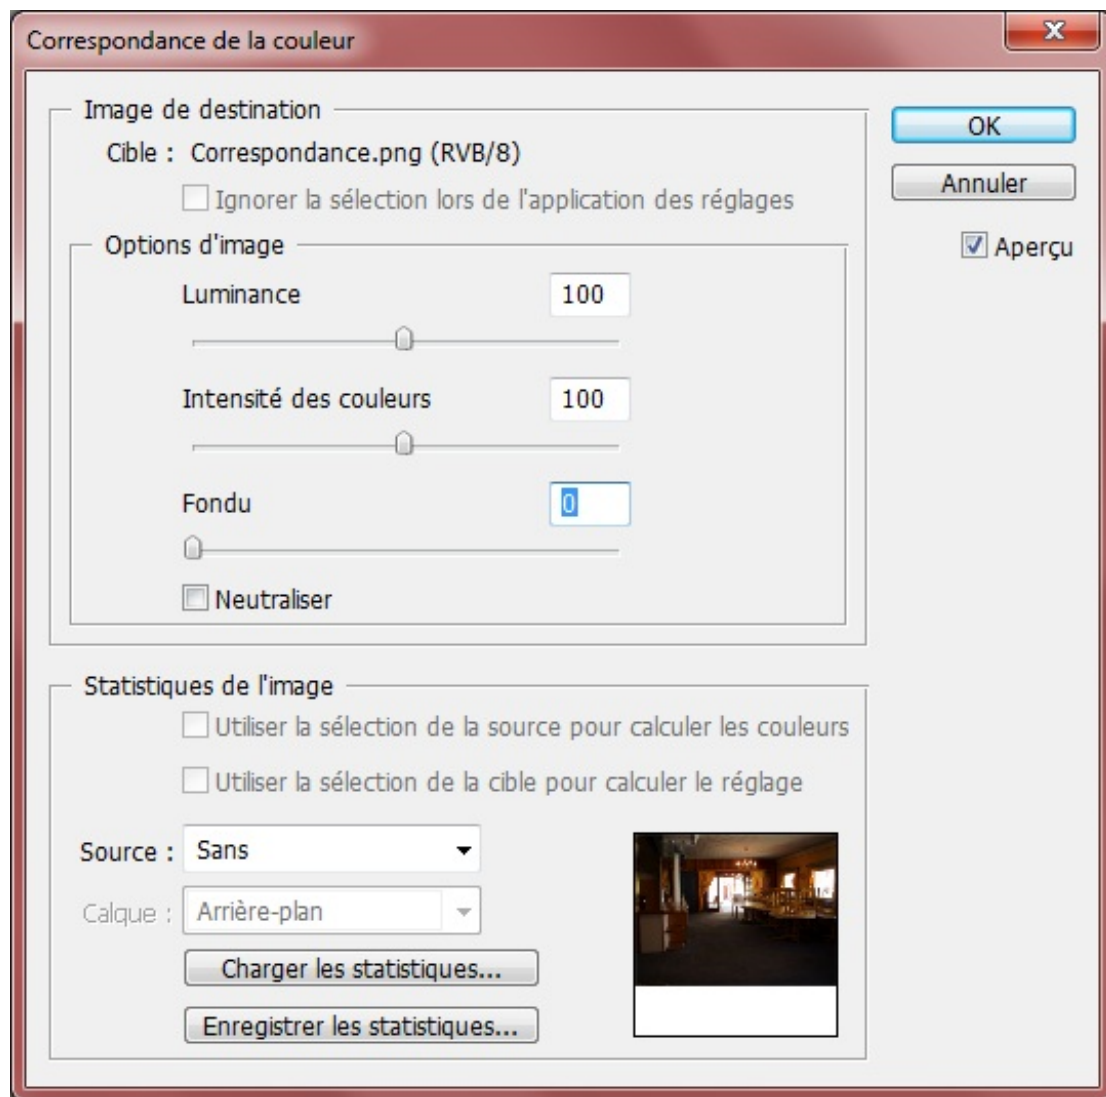 Correspondance de la couleur
Image de destination
Cible : Correspondance.png (RVB/8)
Ignorer la sélection lors de l'application des réglages
Options d'image
Luminance 100
Intensité des couleurs 100
Fondu 0
Neutraliser
OK
Annuler
Aperçu
Statistiques de l'image
Utiliser la sélection de la source pour calculer les couleurs
Utiliser la sélection de la cible pour calculer le réglage
Source : Sans
Calque : Arrière-plan
Charger les statistiques...
Enregistrer les statistiques...